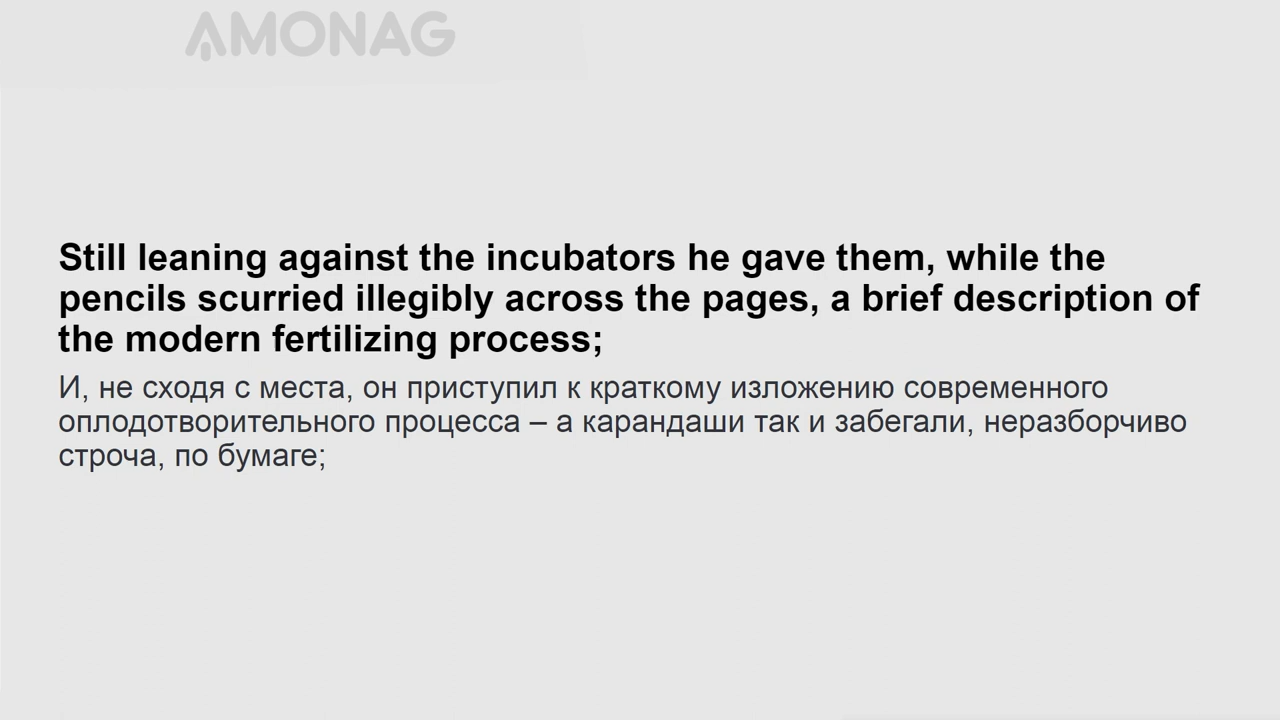 AMONAG
Still leaning against the incubators he gave them, while the
pencils scurried illegibly across the pages, a brief description of
the modern fertilizing process;
И, не сходя с места, он приступил к краткому изложению современного
оплодотворительного процесса – а карандаши так и забегали, неразборчиво
строча, по бумаге;